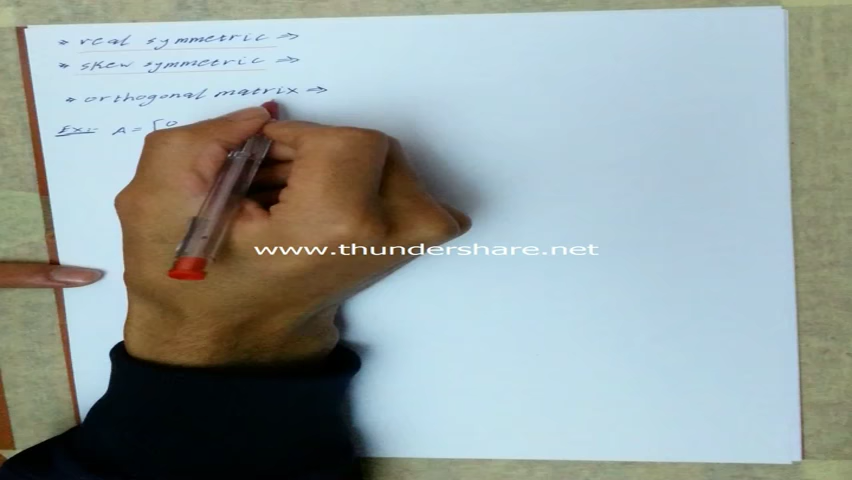 * real symmetric ⇒
* skew symmetric ⇒
* orthogonal matrix ⇒
Ex:- A = [0
www.thundershare.net